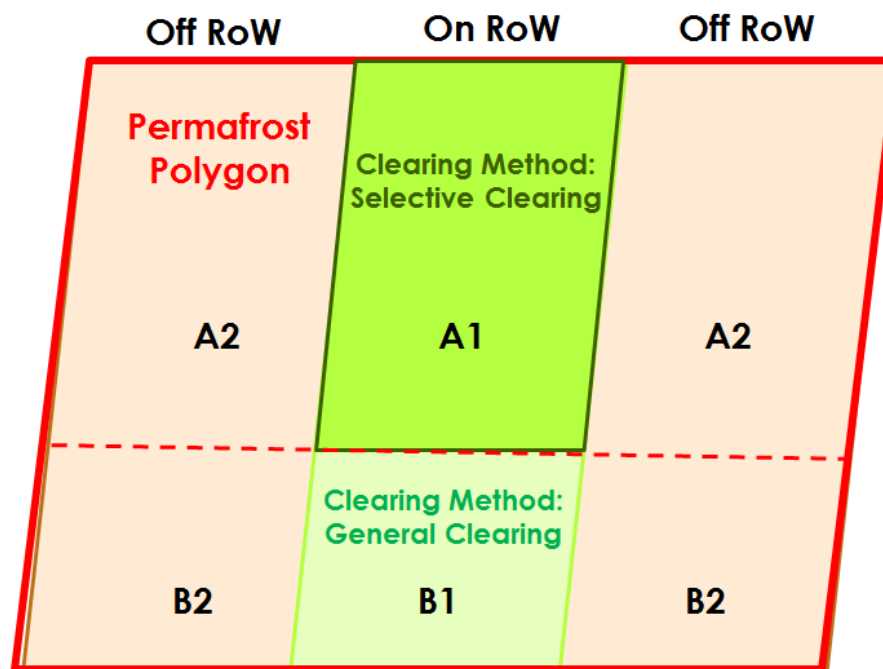 Off RoW On RoW Off RoW
Permafrost
Polygon
Clearing Method:
Selective Clearing
A2 A1 A2
Clearing Method:
General Clearing
B2 B1 B2